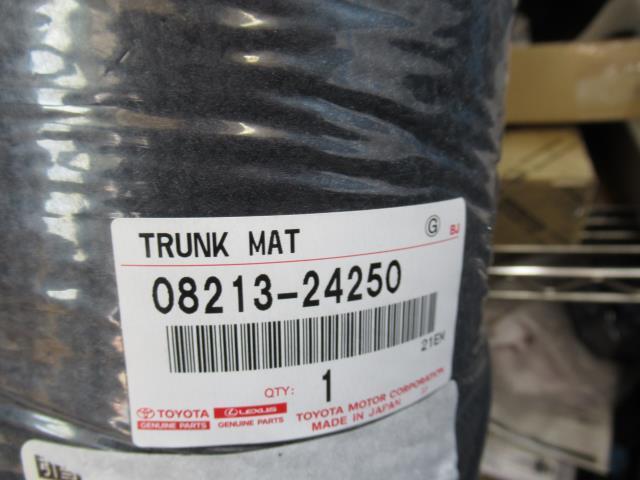 TRUNK MAT G BJ
08213-24250
21EK
QTY: 1
TOYOTA LEXUS TOYOTA MOTOR CORPORATION
GENUINE PARTS GENUINE PARTS MADE IN JAPAN